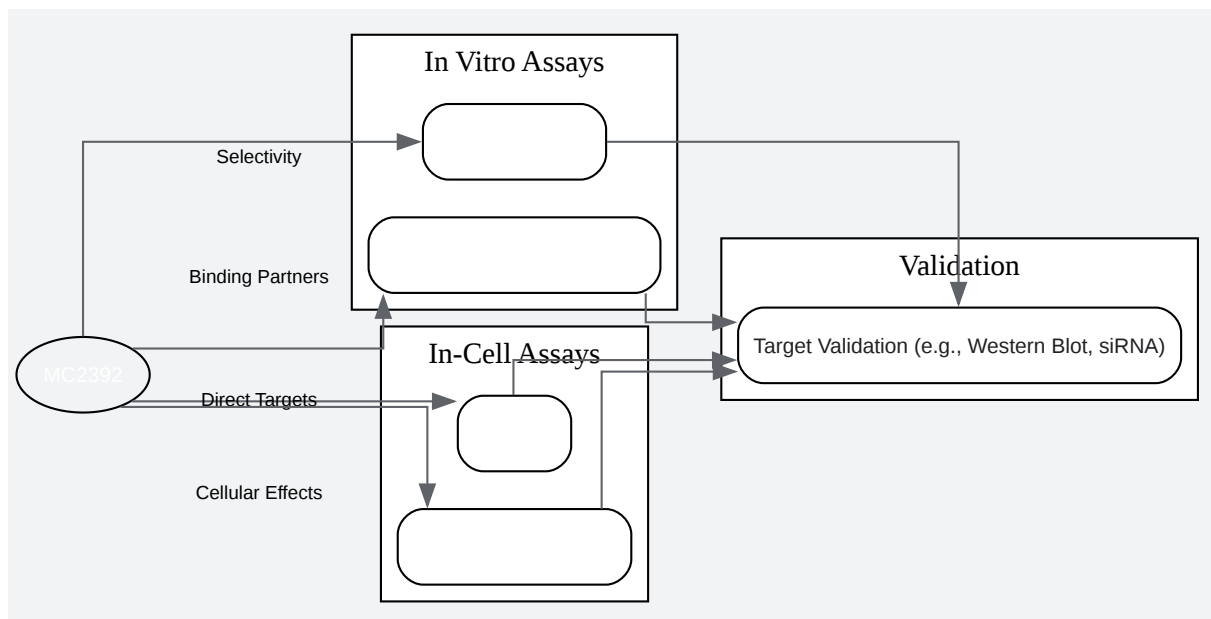 In Vitro Assays
Selectivity
Binding Partners
Validation
Target Validation (e.g., Western Blot, siRNA)
In-Cell Assays
MC2392
Direct Targets
Cellular Effects